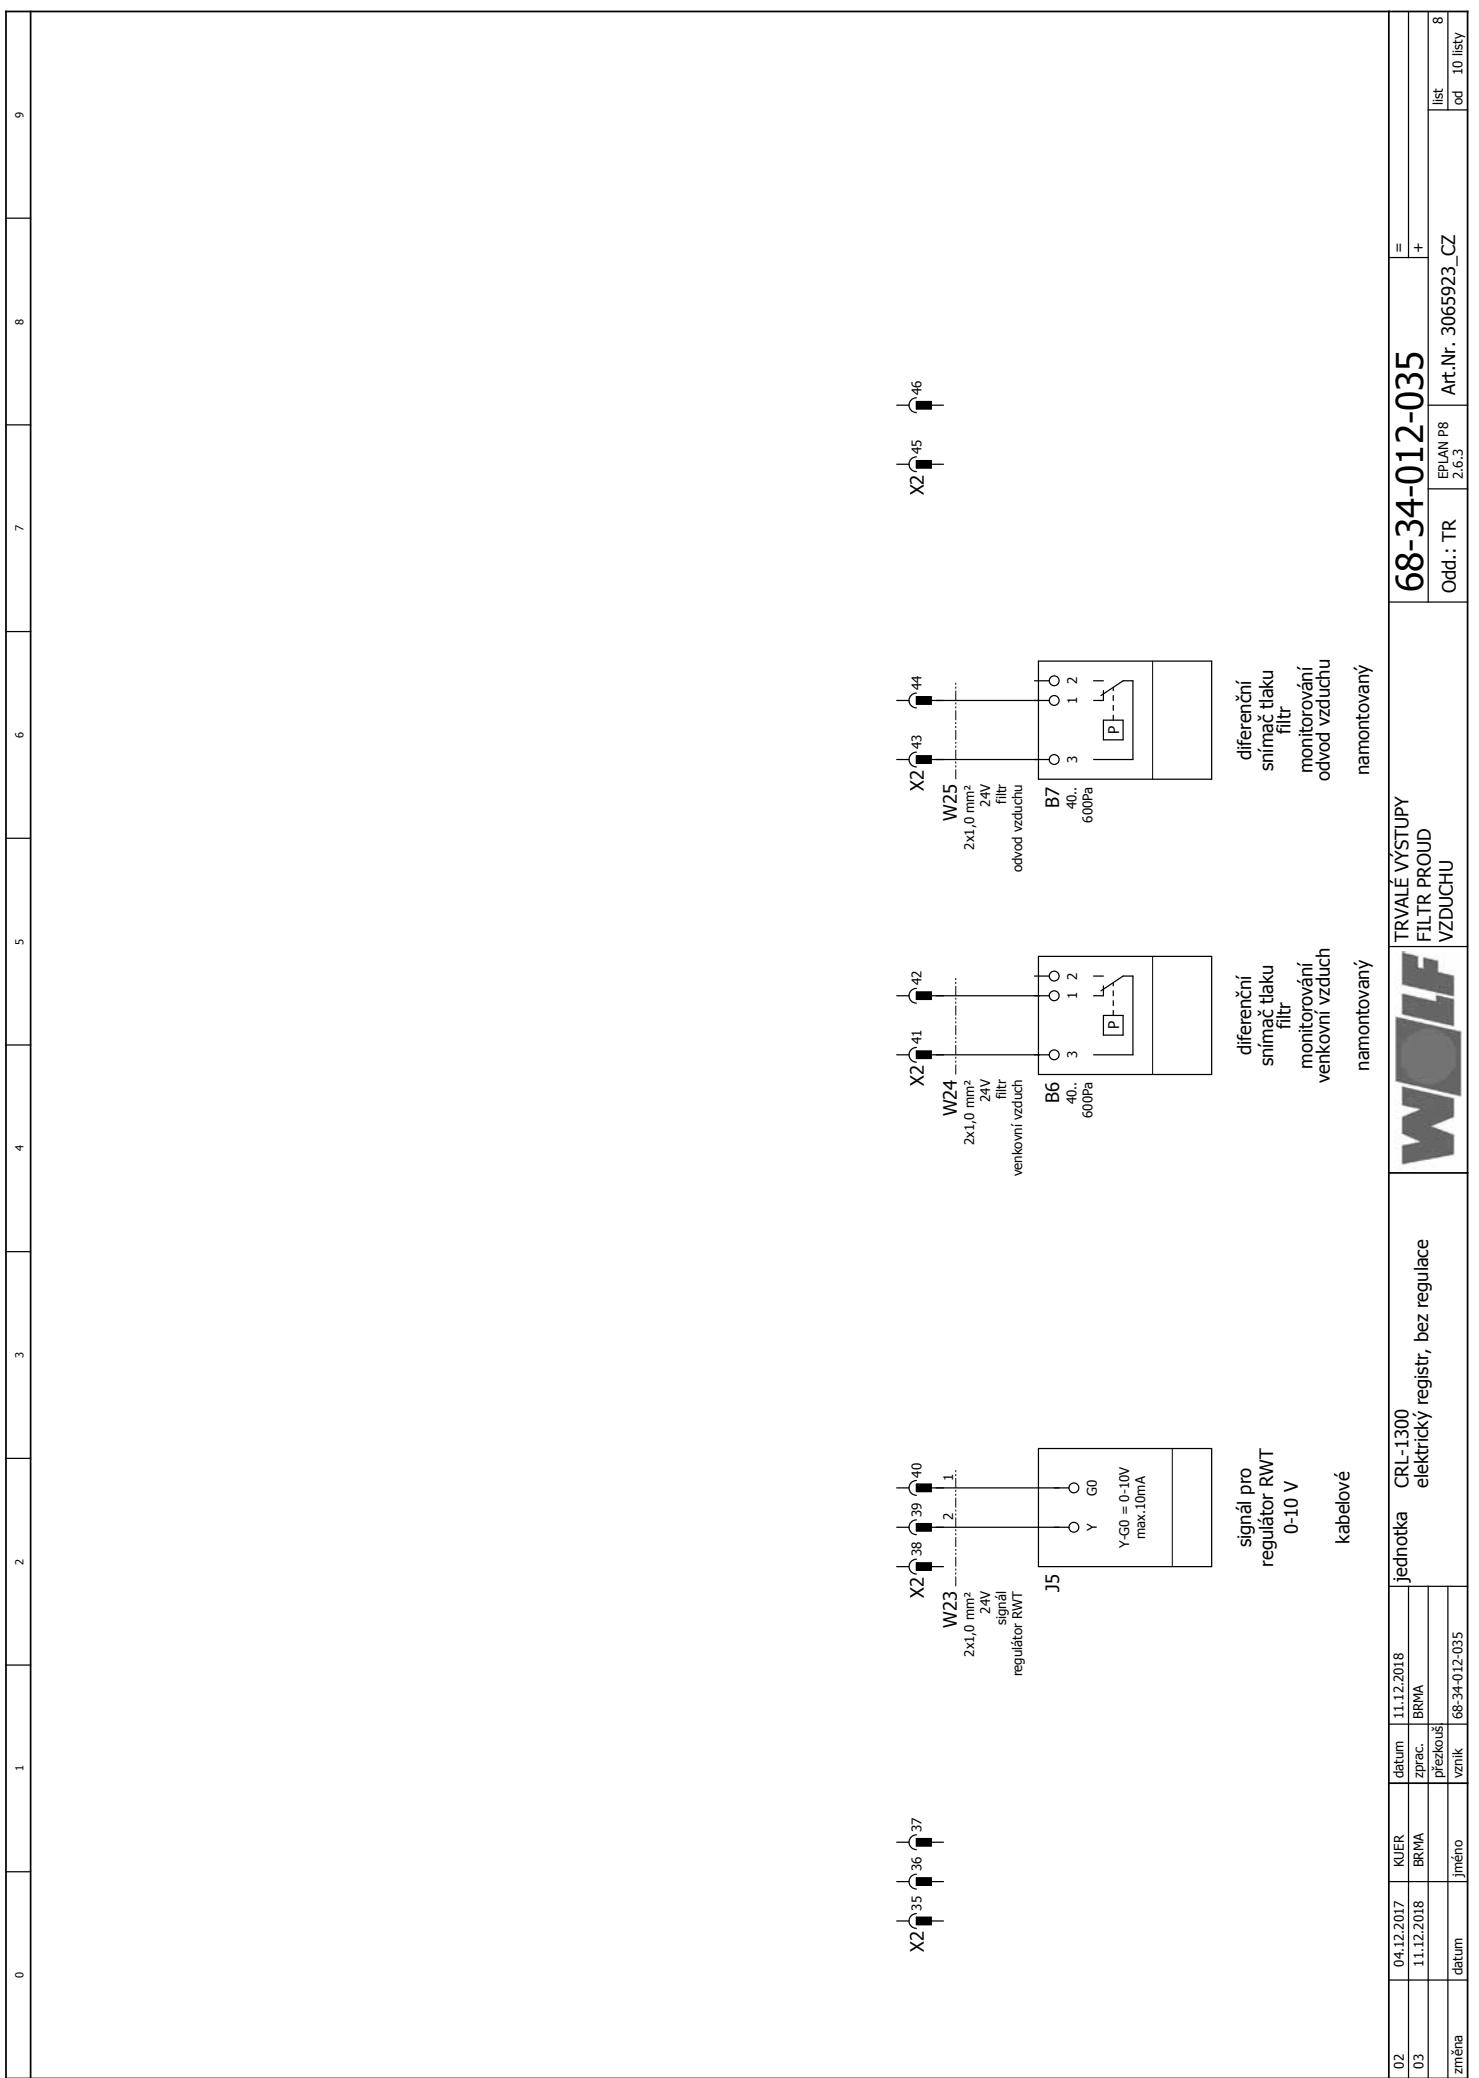 0 1 2 3 4 5 6 7 8 9
X2 35 36 37
X2 38 39 40
W23 2 1
2x1,0 mm²
24V
signál
regulátor RWT
J5
Y G0
Y-G0 = 0-10V
max.10mA
signál pro
regulátor RWT
0-10 V
kabelové
X2 41 42
W24
2x1,0 mm²
24V
filtr
venkovní vzduch
B6
40..
600Pa
3 1 2
P
diferenční
snímač tlaku
filtr
monitorování
venkovní vzduch
namontovaný
X2 43 44
W25
2x1,0 mm²
24V
filtr
odvod vzduchu
B7
40..
600Pa
3 1 2
P
diferenční
snímač tlaku
filtr
monitorování
odvod vzduchu
namontovaný
X2 45 46
02 04.12.2017 KUER datum 11.12.2018
03 11.12.2018 BRMA zprac. BRMA
přezkouš.
změna datum jméno vznik 68-34-012-035
jednotka CRL-1300
elektrický registr, bez regulace
WOLF
TRVALÉ VÝSTUPY
FILTR PROUD
VZDUCHU
68-34-012-035
=
+
Odd.: TR
EPLAN P8
2.6.3
Art.Nr. 3065923_CZ
list 8
od 10 listy